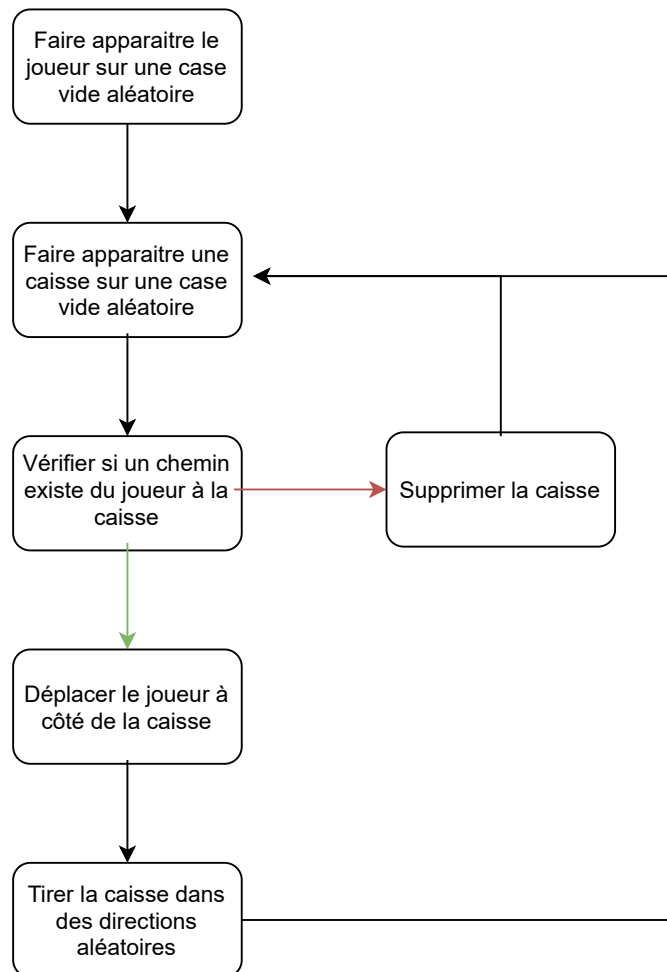 Faire apparaitre le
joueur sur une case
vide aléatoire
Faire apparaitre une
caisse sur une case
vide aléatoire
Vérifier si un chemin
existe du joueur à la
caisse
Supprimer la caisse
Déplacer le joueur à
côté de la caisse
Tirer la caisse dans
des directions
aléatoires